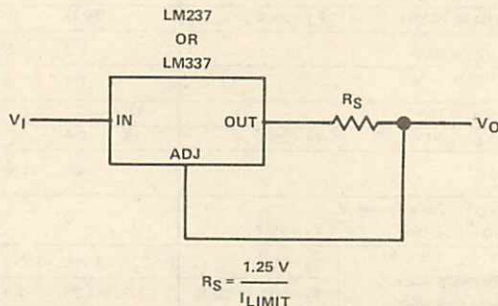 LM237
OR
LM337
VI
IN
OUT
ADJ
RS
VO
RS = 1.25 V / ILIMIT